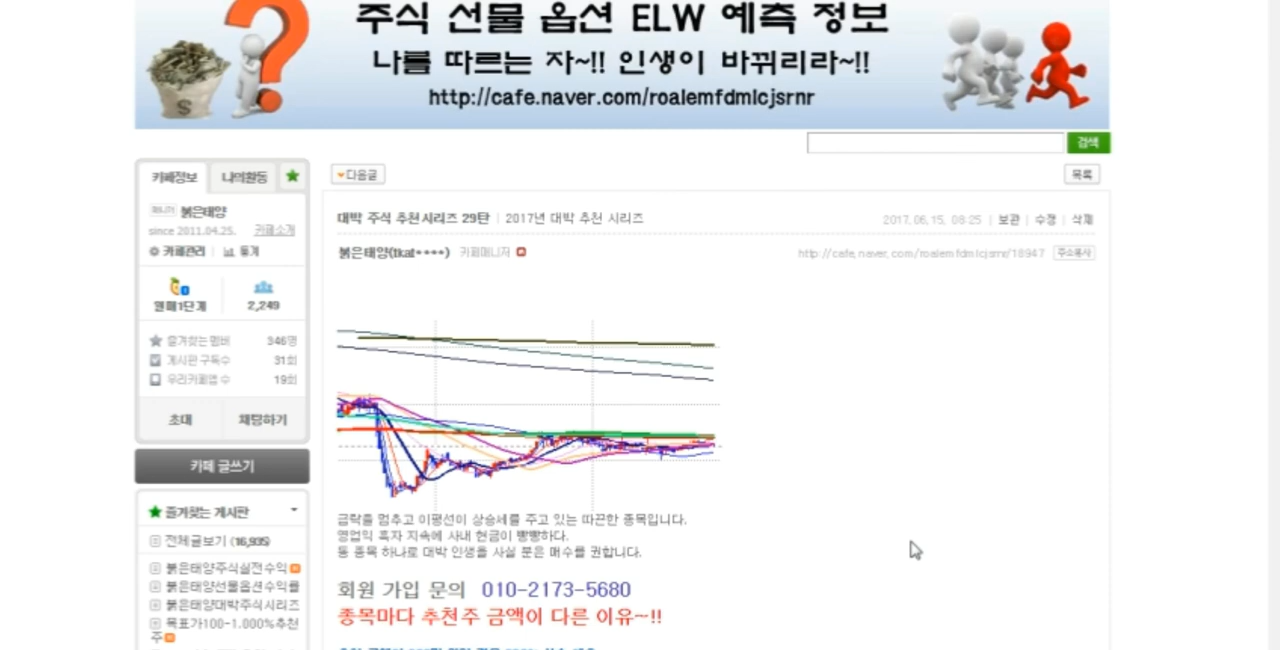 주식 선물 옵션 ELW 예측 정보
나를 따르는 자~!! 인생이 바뀌리라~!!
http://cafe.naver.com/roalemfdmlcjsrnr
검색
카페정보 나의활동
매니저 붉은태양
since 2011.04.25. 카페소개
카페관리 통계
열매1단계 2,249
즐겨찾는 멤버 346명
게시판 구독수 31회
우리카페앱 수 19회
초대 채팅하기
카페 글쓰기
즐겨찾는 게시판
전체글보기 (16,935)
붉은태양주식실전수익
붉은태양선물옵션수익률
붉은태양대박주식시리즈
목표가100-1.000%추천
주
다음글 목록
대박 주식 추천시리즈 29탄 | 2017년 대박 추천 시리즈 2017.06.15. 08:25 | 보관 | 수정 | 삭제
붉은태양(tkat****) 카페매니저 http://cafe.naver.com/roalemfdmlcjsrnr/18947 주소복사
급락을 멈추고 이평선이 상승세를 주고 있는 따끈한 종목입니다.
영업익 흑자 지속에 사내 현금이 빵빵하다.
동 종목 하나로 대박 인생을 사실 분은 매수를 권합니다.
회원 가입 문의 010-2173-5680
종목마다 추천주 금액이 다른 이유~!!